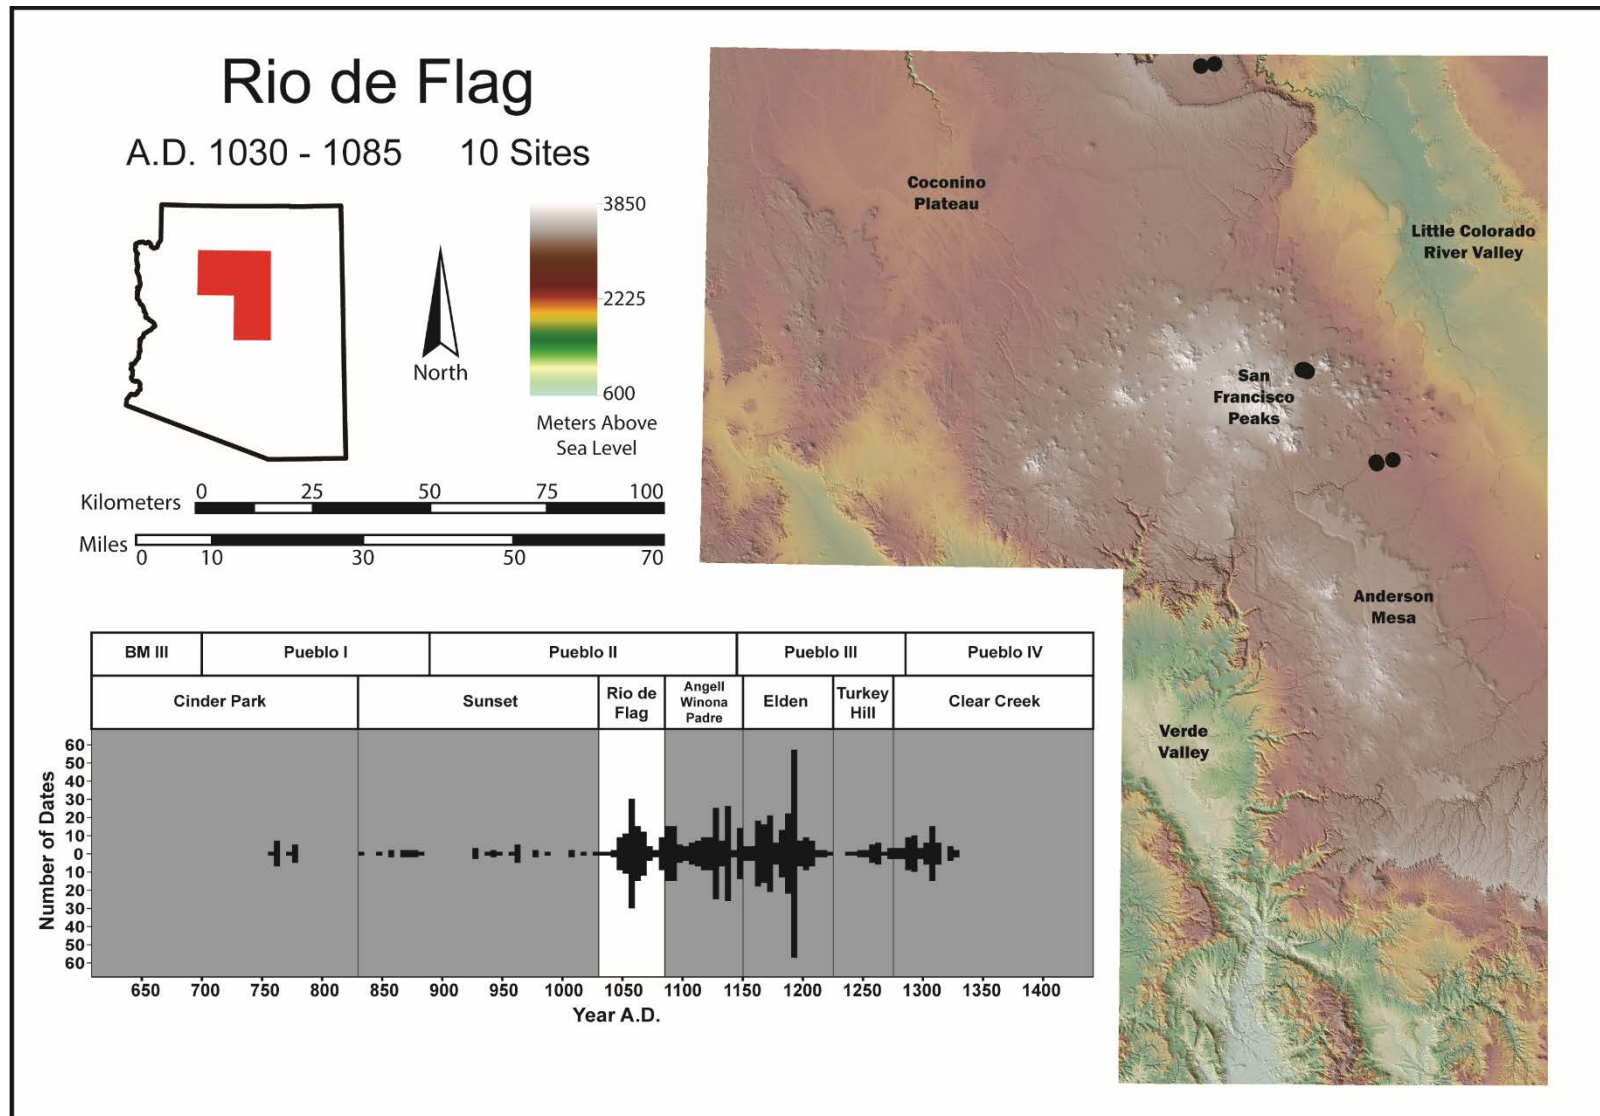 Rio de Flag
A.D. 1030 - 1085 10 Sites
3850
2225
600
Meters Above
Sea Level
North
Kilometers 0 25 50 75 100
Miles 0 10 30 50 70
Coconino
Plateau
Little Colorado
River Valley
San
Francisco
Peaks
Anderson
Mesa
Verde
Valley
BM III Pueblo I Pueblo II Pueblo III Pueblo IV
Cinder Park Sunset Rio de Flag Angell Winona Padre Elden Turkey Hill Clear Creek
Number of Dates
60
50
40
30
20
10
0
10
20
30
40
50
60
650 700 750 800 850 900 950 1000 1050 1100 1150 1200 1250 1300 1350 1400
Year A.D.